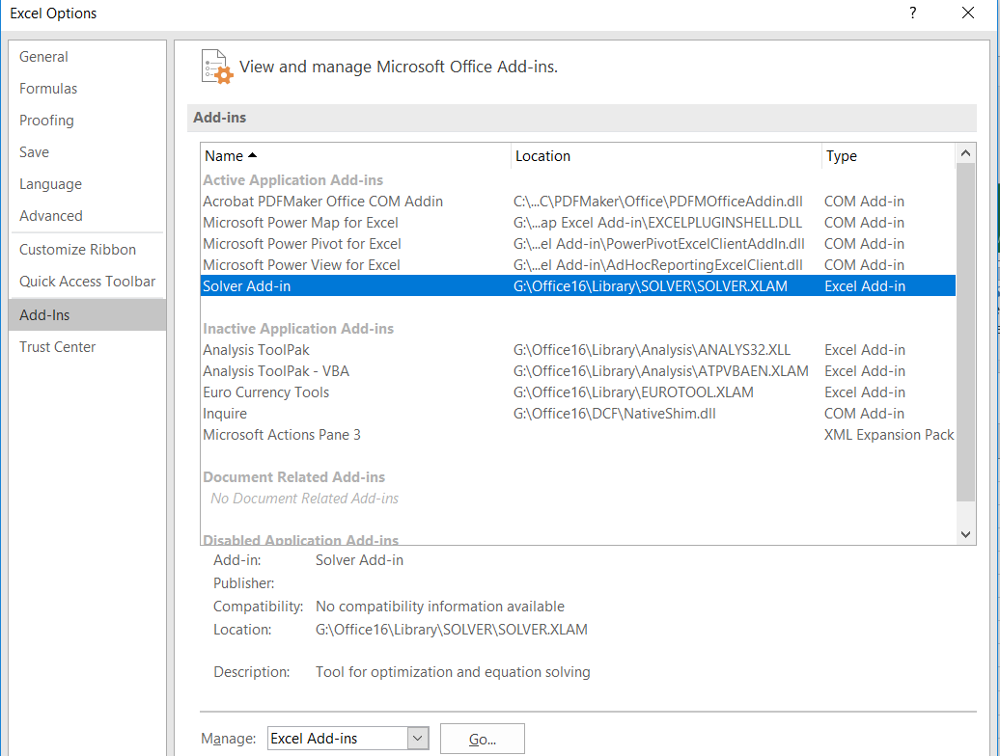 Excel Options ?
General
Formulas
Proofing
Save
Language
Advanced
Customize Ribbon
Quick Access Toolbar
Add-Ins
Trust Center
View and manage Microsoft Office Add-ins.
Add-ins
Name Location Type
Active Application Add-ins
Acrobat PDFMaker Office COM Addin C:\...C\PDFMaker\Office\PDFMOfficeAddin.dll COM Add-in
Microsoft Power Map for Excel G:\...ap Excel Add-in\EXCELPLUGINSHELL.DLL COM Add-in
Microsoft Power Pivot for Excel G:\...el Add-in\PowerPivotExcelClientAddIn.dll COM Add-in
Microsoft Power View for Excel G:\...el Add-in\AdHocReportingExcelClient.dll COM Add-in
Solver Add-in G:\Office16\Library\SOLVER\SOLVER.XLAM Excel Add-in
Inactive Application Add-ins
Analysis ToolPak G:\Office16\Library\Analysis\ANALYS32.XLL Excel Add-in
Analysis ToolPak - VBA G:\Office16\Library\Analysis\ATPVBAEN.XLAM Excel Add-in
Euro Currency Tools G:\Office16\Library\EUROTOOL.XLAM Excel Add-in
Inquire G:\Office16\DCF\NativeShim.dll COM Add-in
Microsoft Actions Pane 3 XML Expansion Pack
Document Related Add-ins
No Document Related Add-ins
Disabled Application Add-ins
Add-in: Solver Add-in
Publisher:
Compatibility: No compatibility information available
Location: G:\Office16\Library\SOLVER\SOLVER.XLAM
Description: Tool for optimization and equation solving
Manage: Excel Add-ins Go...